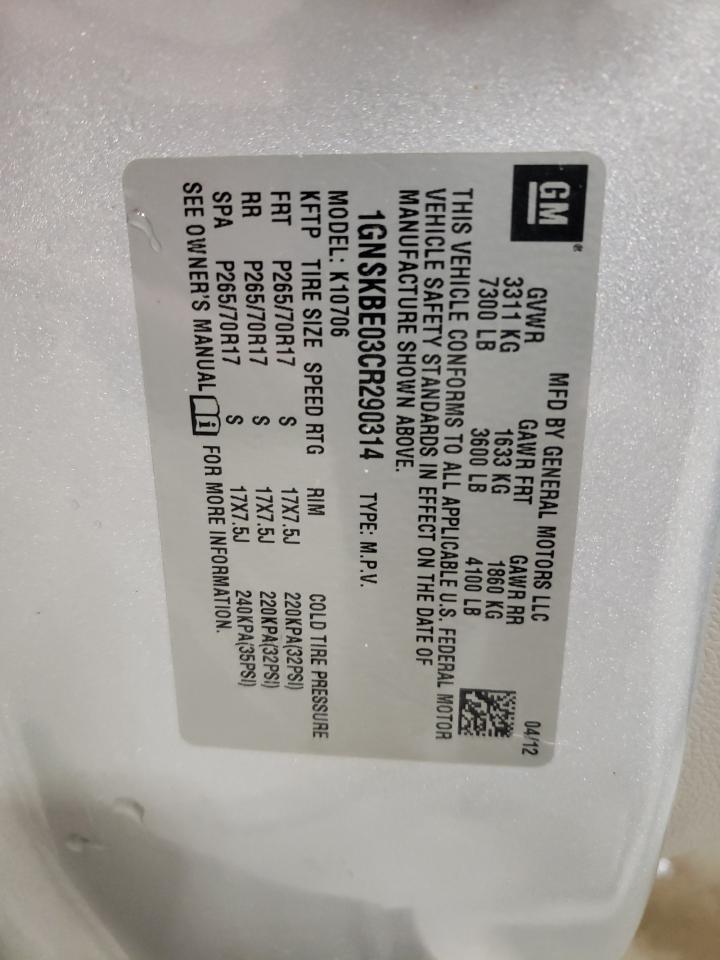 GM®
MFD BY GENERAL MOTORS LLC 04/12
GVWR GAWR FRT GAWR RR
3311 KG 1633 KG 1860 KG
7300 LB 3600 LB 4100 LB
THIS VEHICLE CONFORMS TO ALL APPLICABLE U.S. FEDERAL MOTOR
VEHICLE SAFETY STANDARDS IN EFFECT ON THE DATE OF
MANUFACTURE SHOWN ABOVE.
1GNSKBE03CR290314 TYPE: M.P.V.
MODEL: K10706
KFTP TIRE SIZE SPEED RTG RIM COLD TIRE PRESSURE
FRT P265/70R17 S 17X7.5J 220KPA(32PSI)
RR P265/70R17 S 17X7.5J 220KPA(32PSI)
SPA P265/70R17 S 17X7.5J 240KPA(35PSI)
SEE OWNER'S MANUAL i FOR MORE INFORMATION.